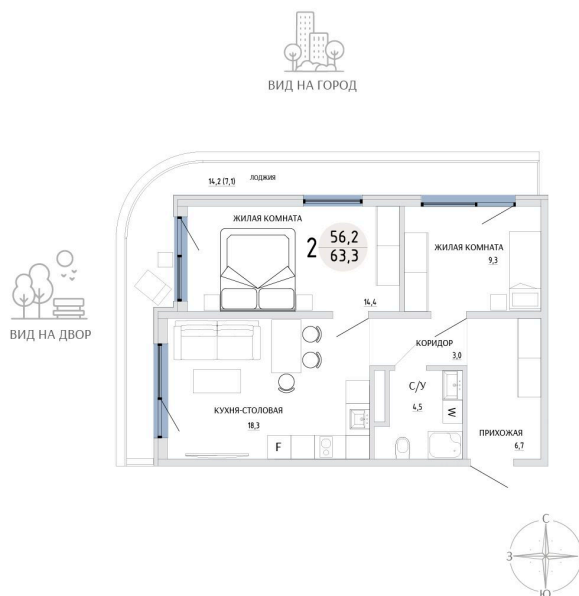 ВИД НА ГОРОД
14,2 (7,1) ЛОДЖИЯ
ЖИЛАЯ КОМНАТА
2 56,2
63,3
14,4
ЖИЛАЯ КОМНАТА
9,3
ВИД НА ДВОР
КОРИДОР
3,0
С/У
4,5
W
КУХНЯ-СТОЛОВАЯ
18,3
F
ПРИХОЖАЯ
6,7
С
З
Ю